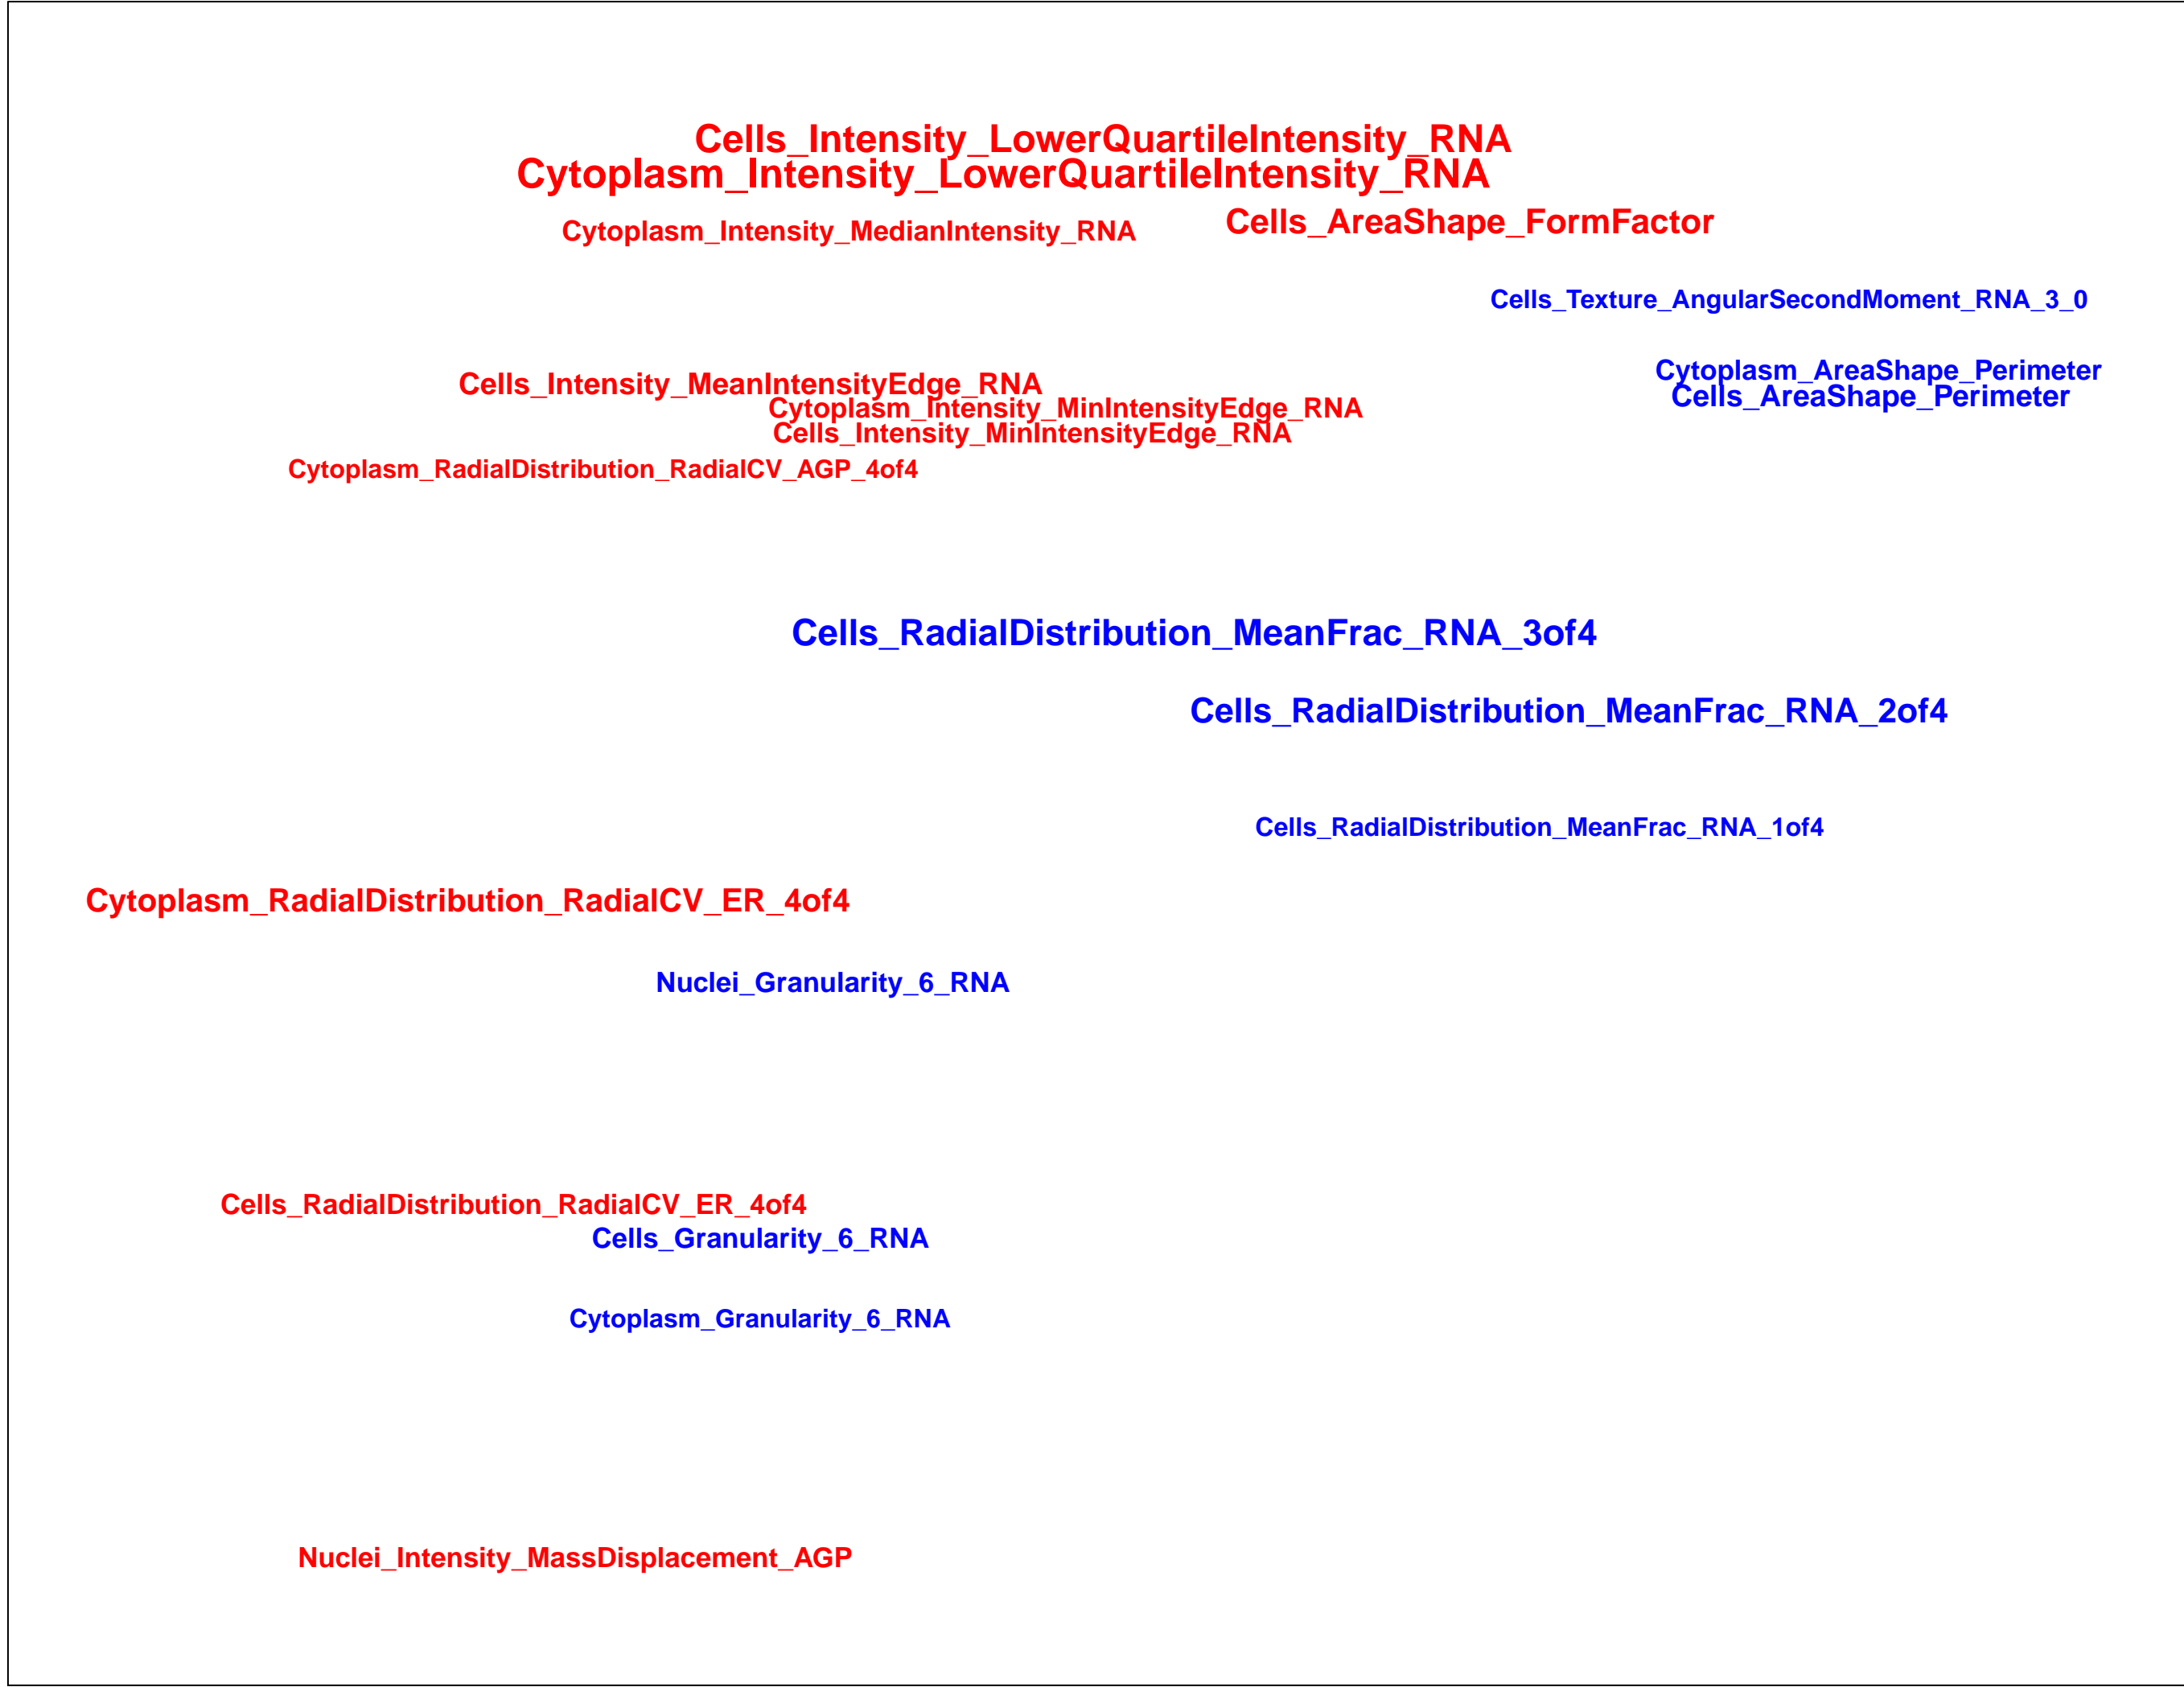 Cells_Intensity_LowerQuartileIntensity_RNA
Cytoplasm_Intensity_LowerQuartileIntensity_RNA
Cytoplasm_Intensity_MedianIntensity_RNA
Cells_AreaShape_FormFactor
Cells_Texture_AngularSecondMoment_RNA_3_0
Cytoplasm_AreaShape_Perimeter
Cells_AreaShape_Perimeter
Cells_Intensity_MeanIntensityEdge_RNA
Cytoplasm_Intensity_MinIntensityEdge_RNA
Cells_Intensity_MinIntensityEdge_RNA
Cytoplasm_RadialDistribution_RadialCV_AGP_4of4
Cells_RadialDistribution_MeanFrac_RNA_3of4
Cells_RadialDistribution_MeanFrac_RNA_2of4
Cells_RadialDistribution_MeanFrac_RNA_1of4
Cytoplasm_RadialDistribution_RadialCV_ER_4of4
Nuclei_Granularity_6_RNA
Cells_RadialDistribution_RadialCV_ER_4of4
Cells_Granularity_6_RNA
Cytoplasm_Granularity_6_RNA
Nuclei_Intensity_MassDisplacement_AGP